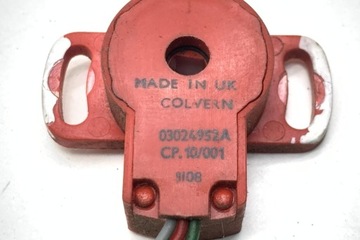 MADE IN UK
COLVERN
03024952A
CP.10/001
9108